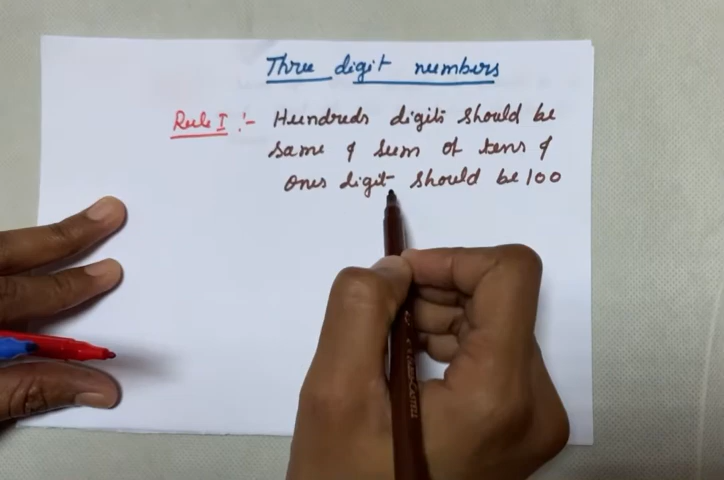 Three digit numbers
Rule I :- Hundreds digits should be
same & sum of tens &
ones digit should be 100